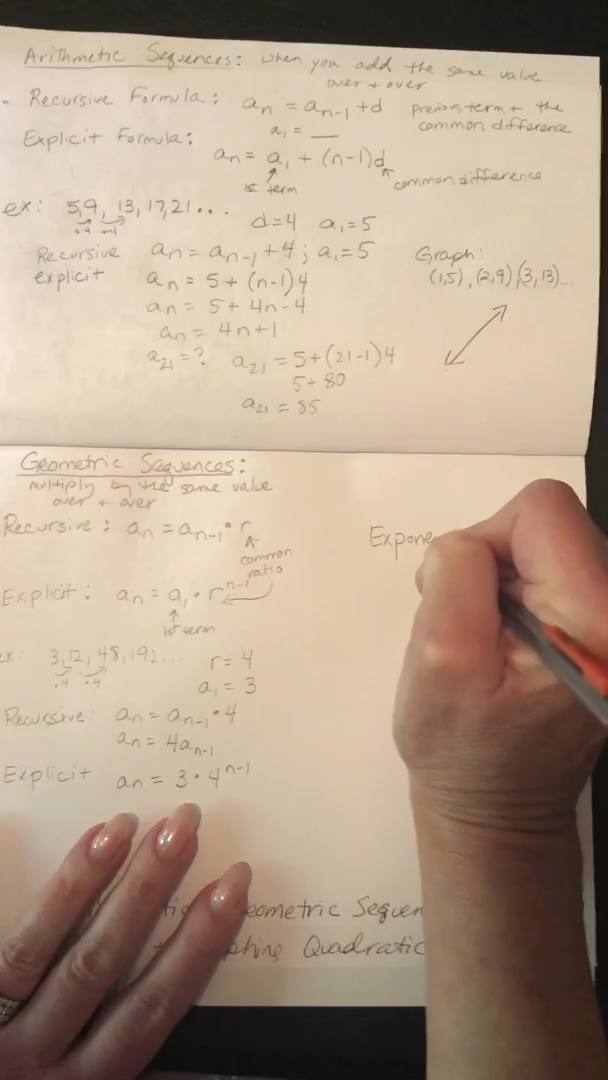 Arithmetic Sequences: when you add the same value
over + over
- Recursive Formula: aₙ = aₙ₋₁ + d previous term + the
a₁ = __ common difference
Explicit Formula:
aₙ = a₁ + (n-1)d
1st term common difference
ex: 5, 9, 13, 17, 21...
+4 +4 d=4 a₁=5
Recursive aₙ = aₙ₋₁ + 4; a₁ = 5 Graph:
explicit aₙ = 5 + (n-1)4 (1,5), (2,9), (3,13)...
aₙ = 5 + 4n - 4
aₙ = 4n+1
a₂₁ = ? a₂₁ = 5 + (21-1)4
5 + 80
a₂₁ = 85
Geometric Sequences:
multiply by the same value
over + over
Recursive: aₙ = aₙ₋₁ • r Expone
common
ratio
Explicit: aₙ = a₁ • rⁿ⁻¹
1st term
ex: 3, 12, 48, 192... r = 4
•4 •4 a₁ = 3
Recursive: aₙ = aₙ₋₁ • 4
aₙ = 4aₙ₋₁
Explicit aₙ = 3 • 4ⁿ⁻¹
eometric Sequen
phing Quadratic